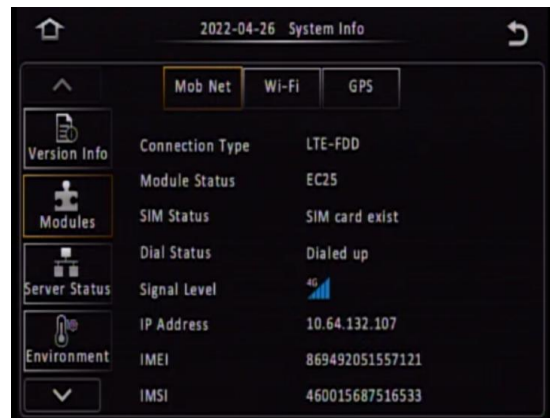 2022-04-26 System Info
Mob Net Wi-Fi GPS
Version Info
Modules
Server Status
Environment
Connection Type LTE-FDD
Module Status EC25
SIM Status SIM card exist
Dial Status Dialed up
Signal Level 4G
IP Address 10.64.132.107
IMEI 869492051557121
IMSI 460015687516533